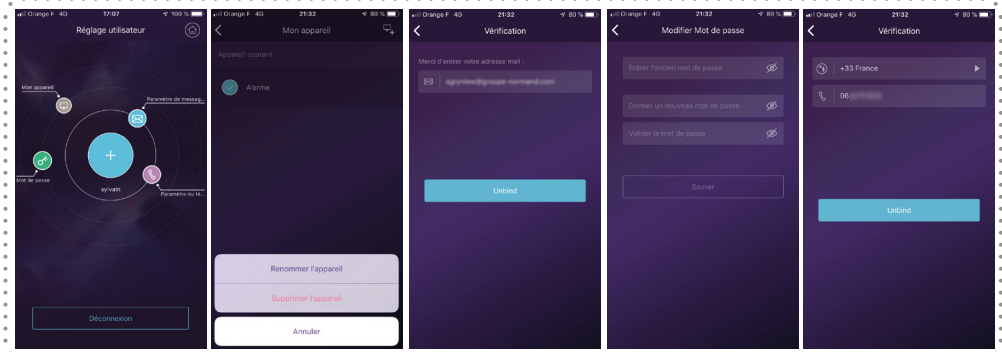 Orange F 4G 17:07 100 %
Réglage utilisateur
Mon appareil
Paramètre de messag...
Mot de passe
sylvain
Paramètre du té...
Déconnexion
Orange F 4G 21:32 80 %
Mon appareil
Appareil courant
Alarme
Renommer l'appareil
Supprimer l'appareil
Annuler
Orange F 4G 21:32 80 %
Vérification
Merci d'entrer votre adresse mail :
Unbind
Orange F 4G 21:32 80 %
Modifier Mot de passe
Entrer l'ancien mot de passe
Donner un nouveau mot de passe
Valider le mot de passe
Sauver
Orange F 4G 21:32 80 %
Vérification
+33 France
06
Unbind